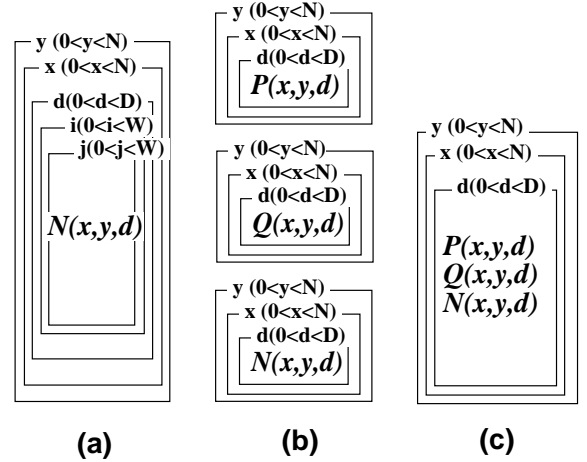 y (0<y<N)
x (0<x<N)
d(0<d<D)
i(0<i<W)
j(0<j<W)
N(x,y,d)
(a)
y (0<y<N)
x (0<x<N)
d(0<d<D)
P(x,y,d)
y (0<y<N)
x (0<x<N)
d(0<d<D)
Q(x,y,d)
y (0<y<N)
x (0<x<N)
d(0<d<D)
N(x,y,d)
(b)
y (0<y<N)
x (0<x<N)
d(0<d<D)
P(x,y,d)
Q(x,y,d)
N(x,y,d)
(c)